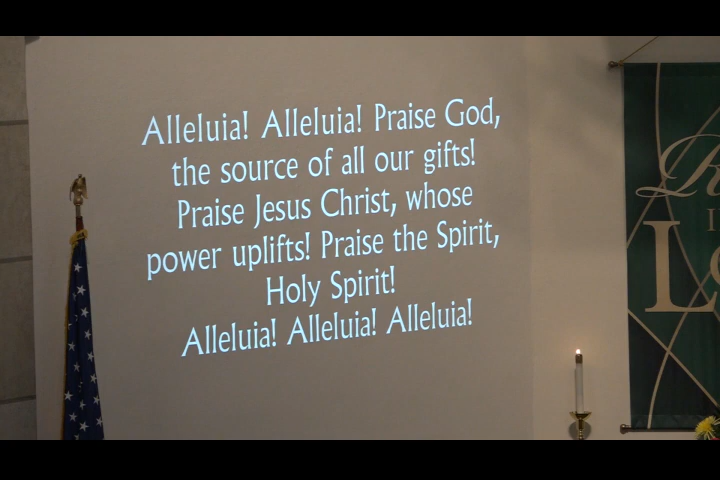 Alleluia! Alleluia! Praise God,
the source of all our gifts!
Praise Jesus Christ, whose
power uplifts! Praise the Spirit,
Holy Spirit!
Alleluia! Alleluia! Alleluia!